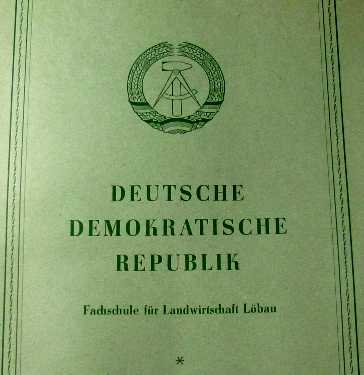 DEUTSCHE
DEMOKRATISCHE
REPUBLIK
Fachschule für Landwirtschaft Löbau
*